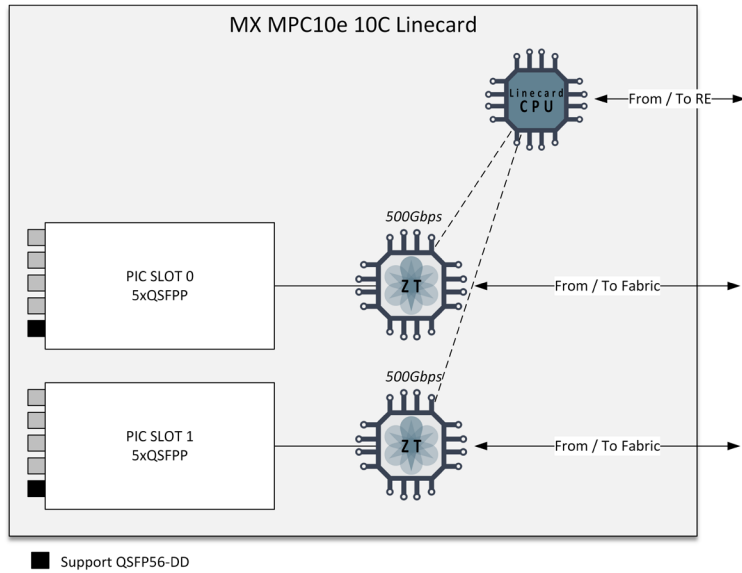 MX MPC10e 10C Linecard
Linecard
CPU
From / To RE
500Gbps
PIC SLOT 0
5xQSFPP
ZT
From / To Fabric
500Gbps
PIC SLOT 1
5xQSFPP
ZT
From / To Fabric
Support QSFP56-DD